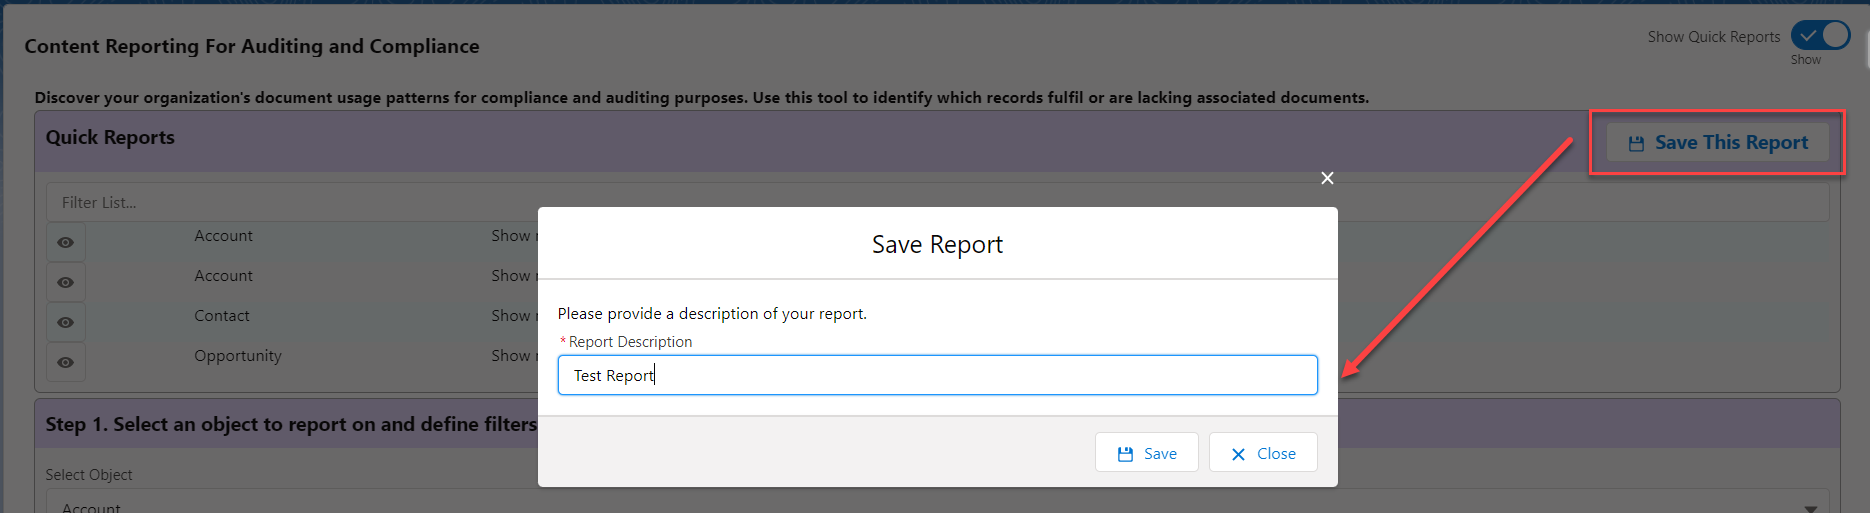 Content Reporting For Auditing and Compliance
Show Quick Reports
Show
Discover your organization's document usage patterns for compliance and auditing purposes. Use this tool to identify which records fulfil or are lacking associated documents.
Quick Reports
Save This Report
Filter List...
Account Show
Account Show
Contact Show
Opportunity Show
Save Report
Please provide a description of your report.
*Report Description
Test Report
Save
Close
Step 1. Select an object to report on and define filters
Select Object
Account